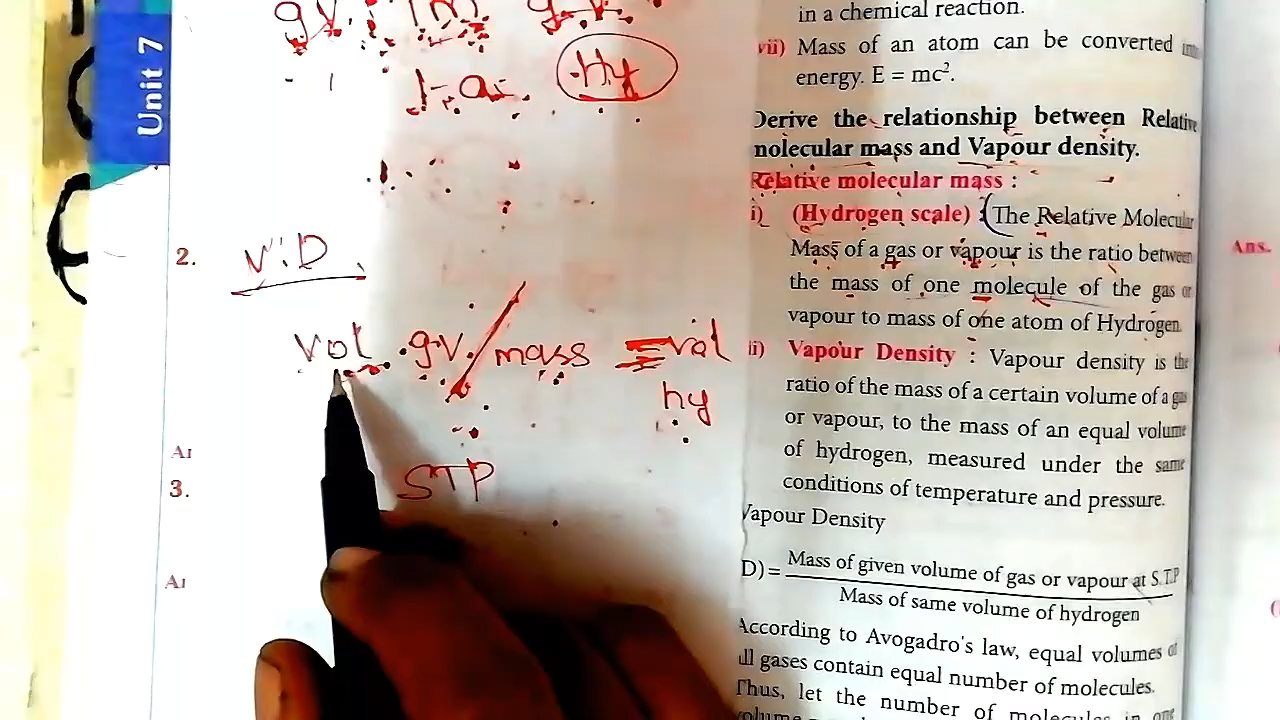 Unit 7
Hy
2.
V.D
vol g.v. mass = vol
hy
STP
3.
in a chemical reaction.
vii) Mass of an atom can be converted
energy. E = mc².
Derive the relationship between Relative
molecular mass and Vapour density.
Relative molecular mass :
i) (Hydrogen scale) : The Relative Molecular
Mass of a gas or vapour is the ratio between
the mass of one molecule of the gas or
vapour to mass of one atom of Hydrogen.
ii) Vapour Density : Vapour density is the
ratio of the mass of a certain volume of a gas
or vapour, to the mass of an equal volume
of hydrogen, measured under the same
conditions of temperature and pressure.
Vapour Density
D) = Mass of given volume of gas or vapour at S.T.P
Mass of same volume of hydrogen
According to Avogadro's law, equal volumes of
all gases contain equal number of molecules.
Thus, let the number of molecules in one
Ans.